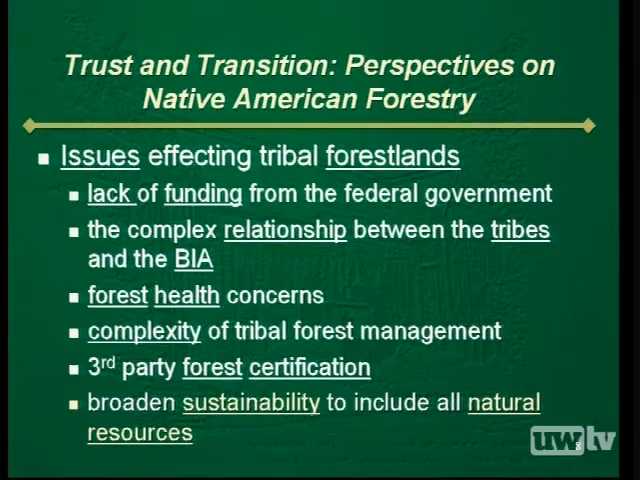 Trust and Transition: Perspectives on
Native American Forestry
Issues effecting tribal forestlands
lack of funding from the federal government
the complex relationship between the tribes
and the BIA
forest health concerns
complexity of tribal forest management
3rd party forest certification
broaden sustainability to include all natural
resources
uwtv
8